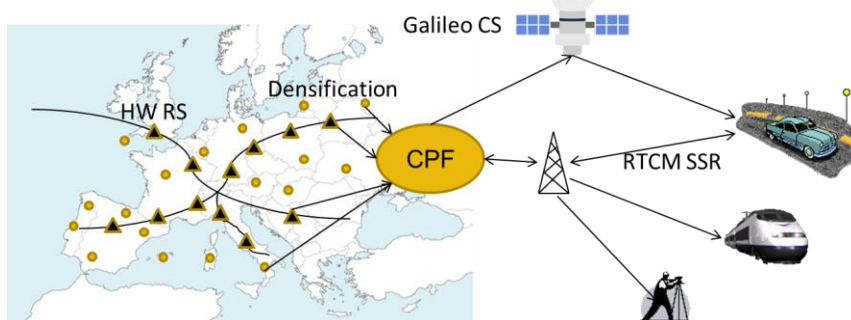 Galileo CS
HW RS
Densification
CPF
RTCM SSR